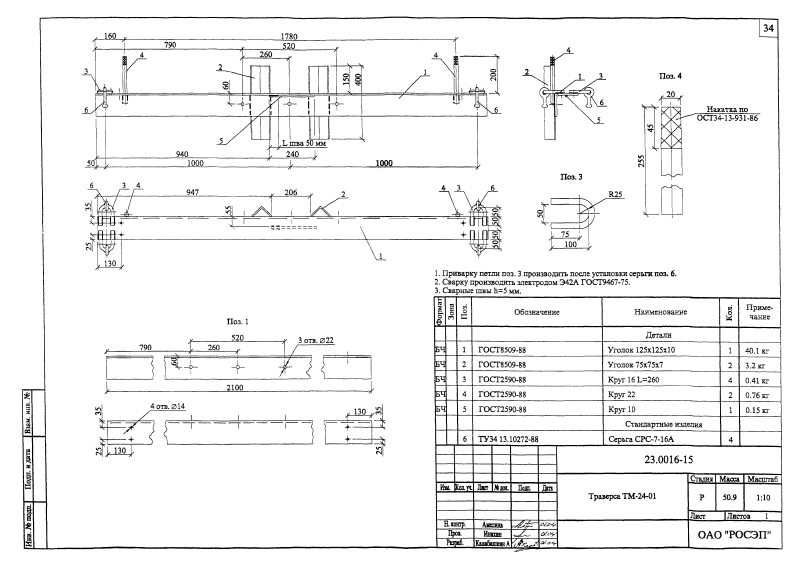 34
160
1780
790
520
260
4
4
2
1
3
3
60
150
400
200
6
6
5
L шва 50 мм
940
240
50
1000
1000
4
2
1
3
6
5
Поз. 4
20
Накатка по
ОСТ34-13-931-86
45
255
Поз. 3
R25
50
75
100
6
3
4
947
206
2
4
3
6
35
55
25
50 50
50 50
130
1
1. Приварку петли поз. 3 производить после установки серьги поз. 6.
2. Сварку производить электродом Э42А ГОСТ9467-75.
3. Сварные швы h=5 мм.
Поз. 1
520
790
260
3 отв. ∅22
60
2100
4 отв. ∅14
35
25
130
130
35
25
Формат Зона Поз. Обозначение Наименование Кол. Приме-
чание
Детали
БЧ 1 ГОСТ8509-88 Уголок 125х125х10 1 40.1 кг
БЧ 2 ГОСТ8509-88 Уголок 75х75х7 2 3.2 кг
БЧ 3 ГОСТ2590-88 Круг 16 L=260 4 0.41 кг
БЧ 4 ГОСТ2590-88 Круг 22 2 0.76 кг
БЧ 5 ГОСТ2590-88 Круг 10 1 0.15 кг
Стандартные изделия
6 ТУ34 13.10272-88 Серьга СРС-7-16А 4
23.0016-15
Изм. Кол. уч. Лист № док. Подп. Дата
Траверса ТМ-24-01
Стадия Масса Масштаб
Р 50.9 1:10
Лист Листов 1
Н. контр. Амелина
Пров.
Разраб. Калабашкин А
ОАО "РОСЭП"
Взам. инв. №
Подп. и дата
Инв. № подл.